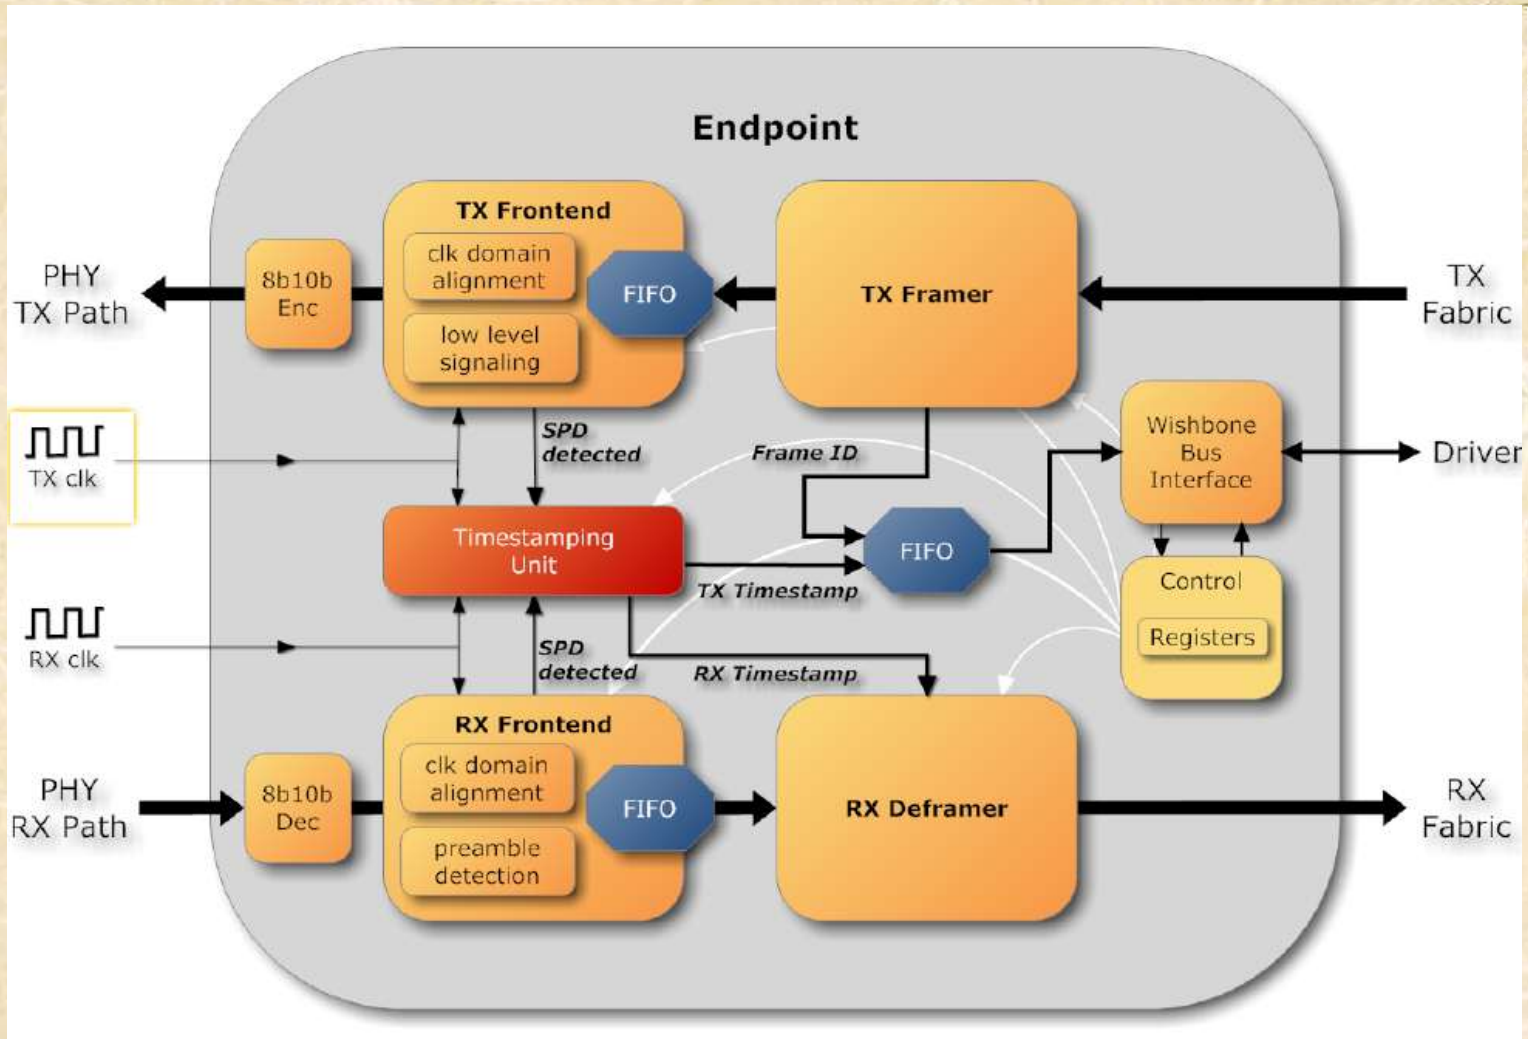 Endpoint
TX Frontend
clk domain
alignment
low level
signaling
FIFO
TX Framer
8b10b
Enc
PHY
TX Path
TX
Fabric
TX clk
SPD
detected
Frame ID
Wishbone
Bus
Interface
Driver
Timestamping
Unit
FIFO
TX Timestamp
Control
Registers
RX clk
SPD
detected
RX Timestamp
RX Frontend
clk domain
alignment
preamble
detection
FIFO
RX Deframer
8b10b
Dec
PHY
RX Path
RX
Fabric